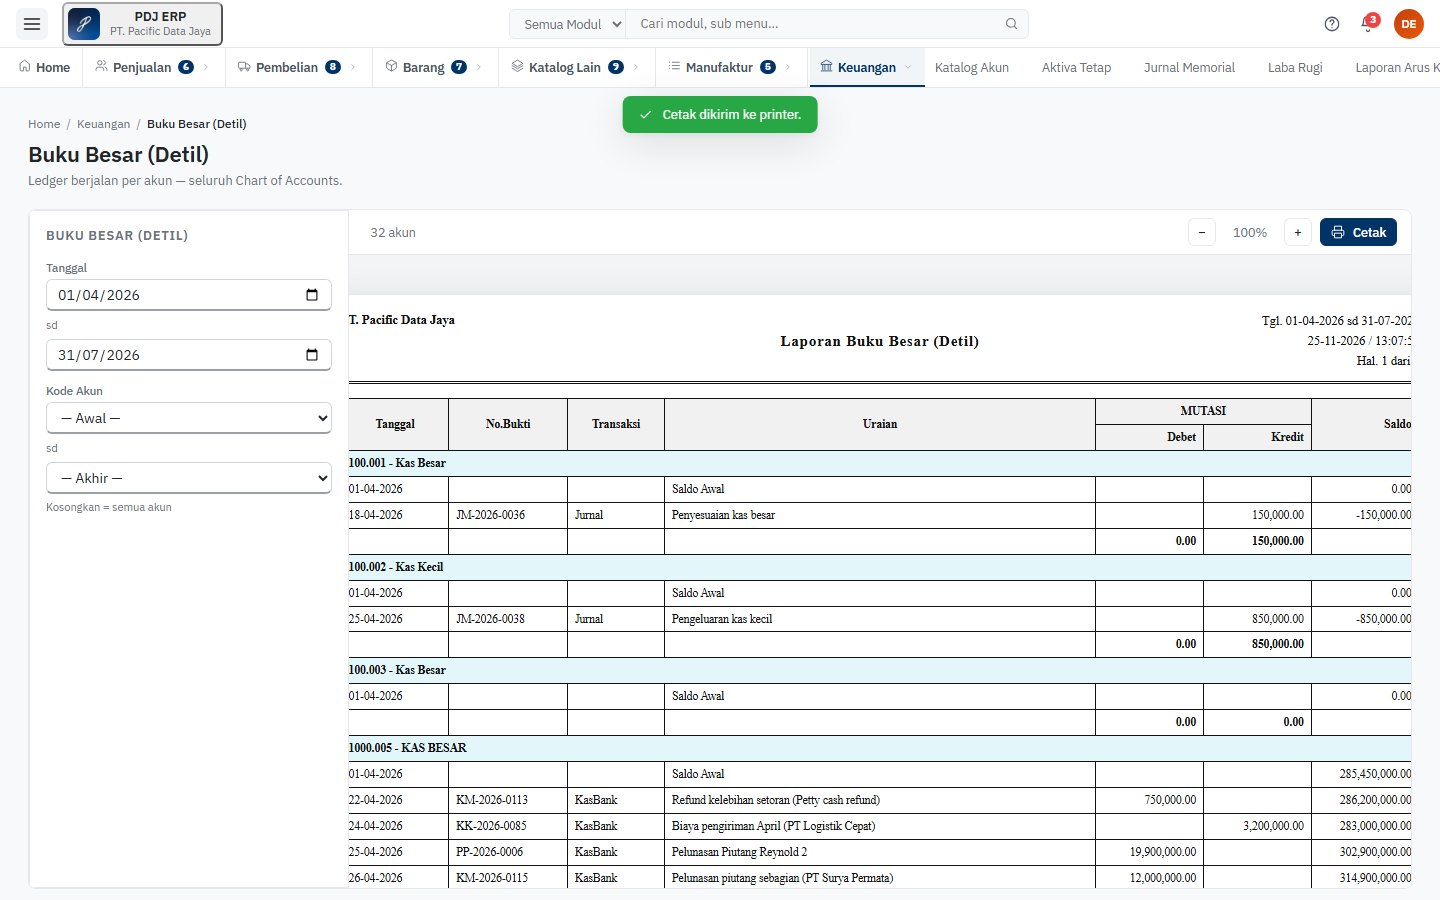 PDJ ERP
PT. Pacific Data Jaya
Semua Modul
Cari modul, sub menu...
3
DE
Home
Penjualan 6
Pembelian 8
Barang 7
Katalog Lain 9
Manufaktur 5
Keuangan
Katalog Akun
Aktiva Tetap
Jurnal Memorial
Laba Rugi
Laporan Arus K
Cetak dikirim ke printer.
Home / Keuangan / Buku Besar (Detil)
Buku Besar (Detil)
Ledger berjalan per akun — seluruh Chart of Accounts.
BUKU BESAR (DETIL)
Tanggal
01/04/2026
sd
31/07/2026
Kode Akun
— Awal —
sd
— Akhir —
Kosongkan = semua akun
32 akun
− 100% + Cetak
T. Pacific Data Jaya
Laporan Buku Besar (Detil)
Tgl. 01-04-2026 sd 31-07-202
25-11-2026 / 13:07:5
Hal. 1 dari
Tanggal No.Bukti Transaksi Uraian MUTASI Saldo
Debet Kredit
100.001 - Kas Besar
01-04-2026 Saldo Awal 0.00
18-04-2026 JM-2026-0036 Jurnal Penyesuaian kas besar 150,000.00 -150,000.00
0.00 150,000.00
100.002 - Kas Kecil
01-04-2026 Saldo Awal 0.00
25-04-2026 JM-2026-0038 Jurnal Pengeluaran kas kecil 850,000.00 -850,000.00
0.00 850,000.00
100.003 - Kas Besar
01-04-2026 Saldo Awal 0.00
0.00 0.00
1000.005 - KAS BESAR
01-04-2026 Saldo Awal 285,450,000.00
22-04-2026 KM-2026-0113 KasBank Refund kelebihan setoran (Petty cash refund) 750,000.00 286,200,000.00
24-04-2026 KK-2026-0085 KasBank Biaya pengiriman April (PT Logistik Cepat) 3,200,000.00 283,000,000.00
25-04-2026 PP-2026-0006 KasBank Pelunasan Piutang Reynold 2 19,900,000.00 302,900,000.00
26-04-2026 KM-2026-0115 KasBank Pelunasan piutang sebagian (PT Surya Permata) 12,000,000.00 314,900,000.00